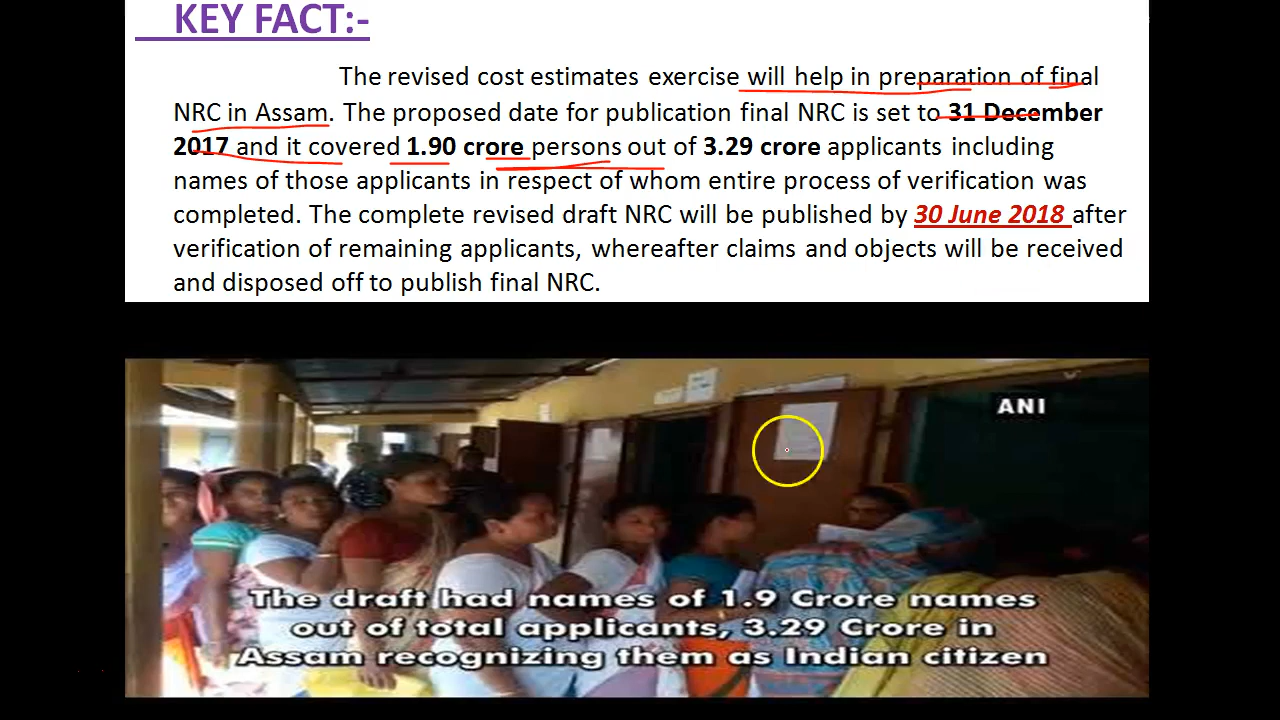 KEY FACT:-
The revised cost estimates exercise will help in preparation of final
NRC in Assam. The proposed date for publication final NRC is set to 31 December
2017 and it covered 1.90 crore persons out of 3.29 crore applicants including
names of those applicants in respect of whom entire process of verification was
completed. The complete revised draft NRC will be published by 30 June 2018 after
verification of remaining applicants, whereafter claims and objects will be received
and disposed off to publish final NRC.
ANI
The draft had names of 1.9 Crore names
out of total applicants, 3.29 Crore in
Assam recognizing them as Indian citizen